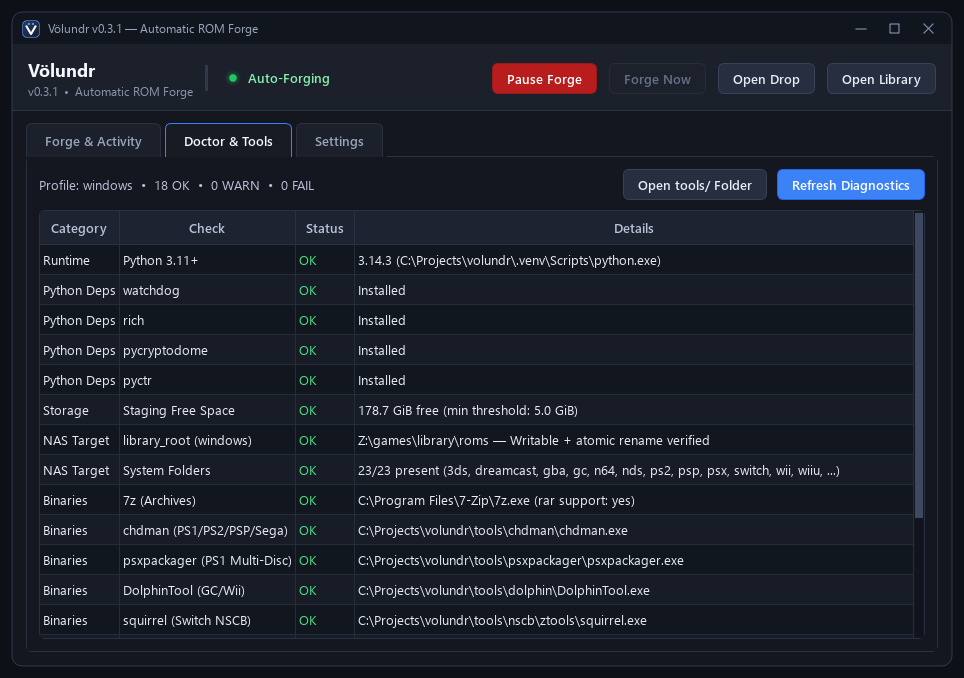 Völundr v0.3.1 — Automatic ROM Forge
Völundr
v0.3.1 • Automatic ROM Forge
Auto-Forging
Pause Forge
Forge Now
Open Drop
Open Library
Forge & Activity
Doctor & Tools
Settings
Profile: windows • 18 OK • 0 WARN • 0 FAIL
Open tools/ Folder
Refresh Diagnostics
Category Check Status Details
Runtime Python 3.11+ OK 3.14.3 (C:\Projects\volundr\.venv\Scripts\python.exe)
Python Deps watchdog OK Installed
Python Deps rich OK Installed
Python Deps pycryptodome OK Installed
Python Deps pyctr OK Installed
Storage Staging Free Space OK 178.7 GiB free (min threshold: 5.0 GiB)
NAS Target library_root (windows) OK Z:\games\library\roms — Writable + atomic rename verified
NAS Target System Folders OK 23/23 present (3ds, dreamcast, gba, gc, n64, nds, ps2, psp, psx, switch, wii, wiiu, ...)
Binaries 7z (Archives) OK C:\Program Files\7-Zip\7z.exe (rar support: yes)
Binaries chdman (PS1/PS2/PSP/Sega) OK C:\Projects\volundr\tools\chdman\chdman.exe
Binaries psxpackager (PS1 Multi-Disc) OK C:\Projects\volundr\tools\psxpackager\psxpackager.exe
Binaries DolphinTool (GC/Wii) OK C:\Projects\volundr\tools\dolphin\DolphinTool.exe
Binaries squirrel (Switch NSCB) OK C:\Projects\volundr\tools\nscb\ztools\squirrel.exe